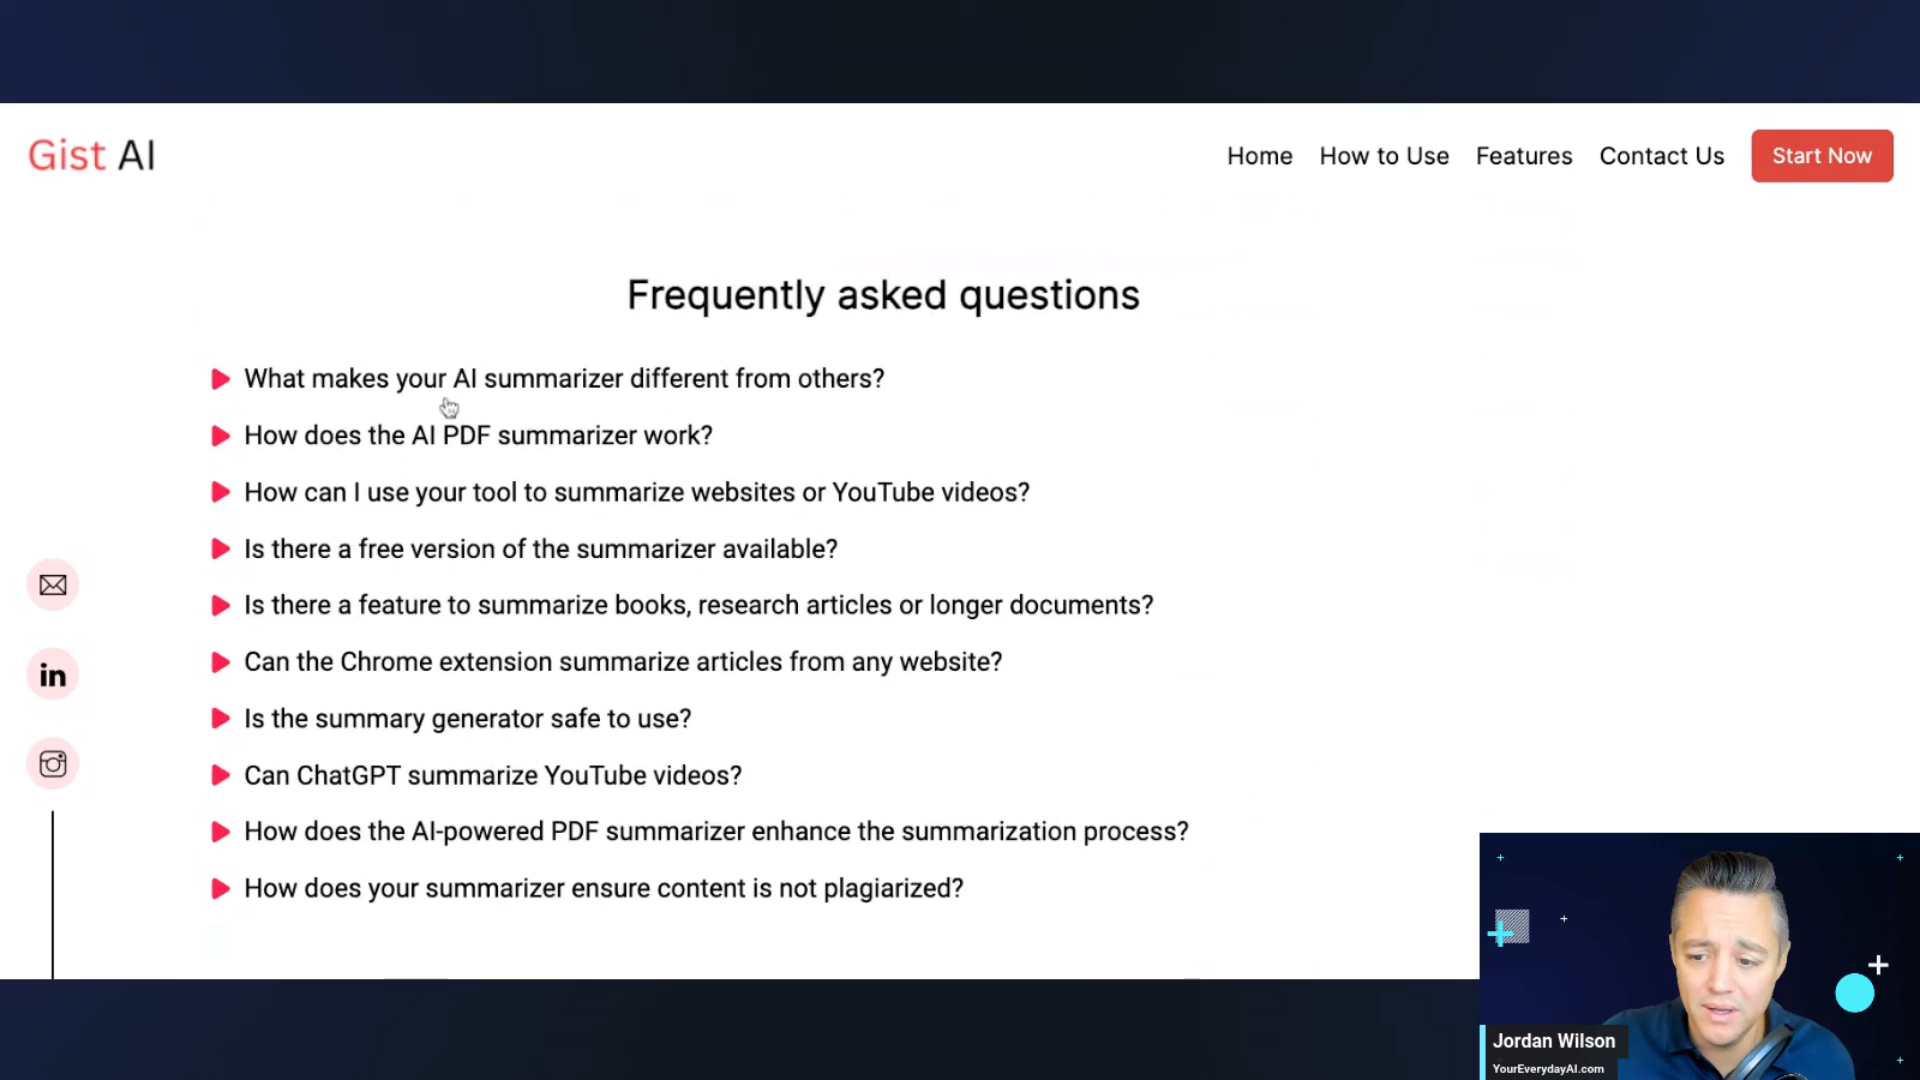 Gist AI
Home
How to Use
Features
Contact Us
Start Now
Frequently asked questions
What makes your AI summarizer different from others?
How does the AI PDF summarizer work?
How can I use your tool to summarize websites or YouTube videos?
Is there a free version of the summarizer available?
Is there a feature to summarize books, research articles or longer documents?
Can the Chrome extension summarize articles from any website?
Is the summary generator safe to use?
Can ChatGPT summarize YouTube videos?
How does the AI-powered PDF summarizer enhance the summarization process?
How does your summarizer ensure content is not plagiarized?
in
Jordan Wilson
YourEverydayAI.com